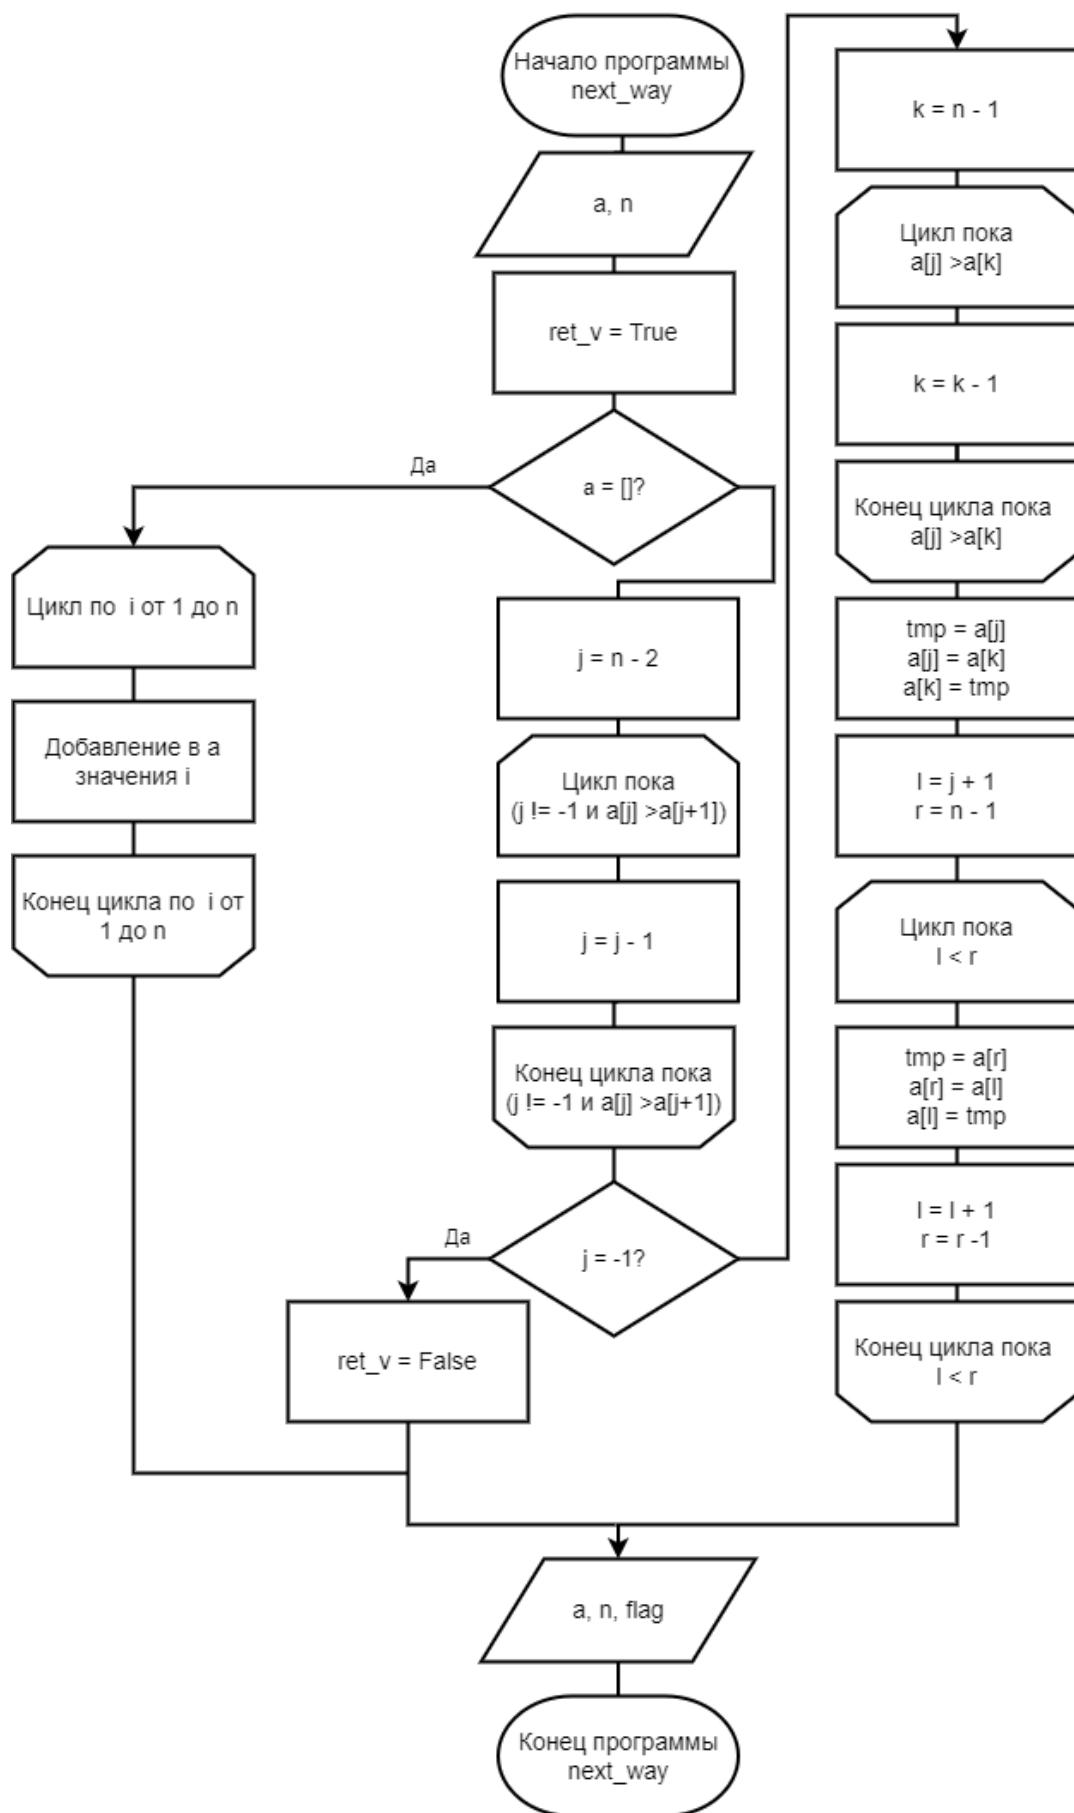 Начало программы
next_way
a, n
ret_v = True
a = []?
Да
Цикл по i от 1 до n
Добавление в a
значения i
Конец цикла по i от
1 до n
j = n - 2
Цикл пока
(j != -1 и a[j] >a[j+1])
j = j - 1
Конец цикла пока
(j != -1 и a[j] >a[j+1])
j = -1?
Да
ret_v = False
k = n - 1
Цикл пока
a[j] >a[k]
k = k - 1
Конец цикла пока
a[j] >a[k]
tmp = a[j]
a[j] = a[k]
a[k] = tmp
l = j + 1
r = n - 1
Цикл пока
l < r
tmp = a[r]
a[r] = a[l]
a[l] = tmp
l = l + 1
r = r -1
Конец цикла пока
l < r
a, n, flag
Конец программы
next_way